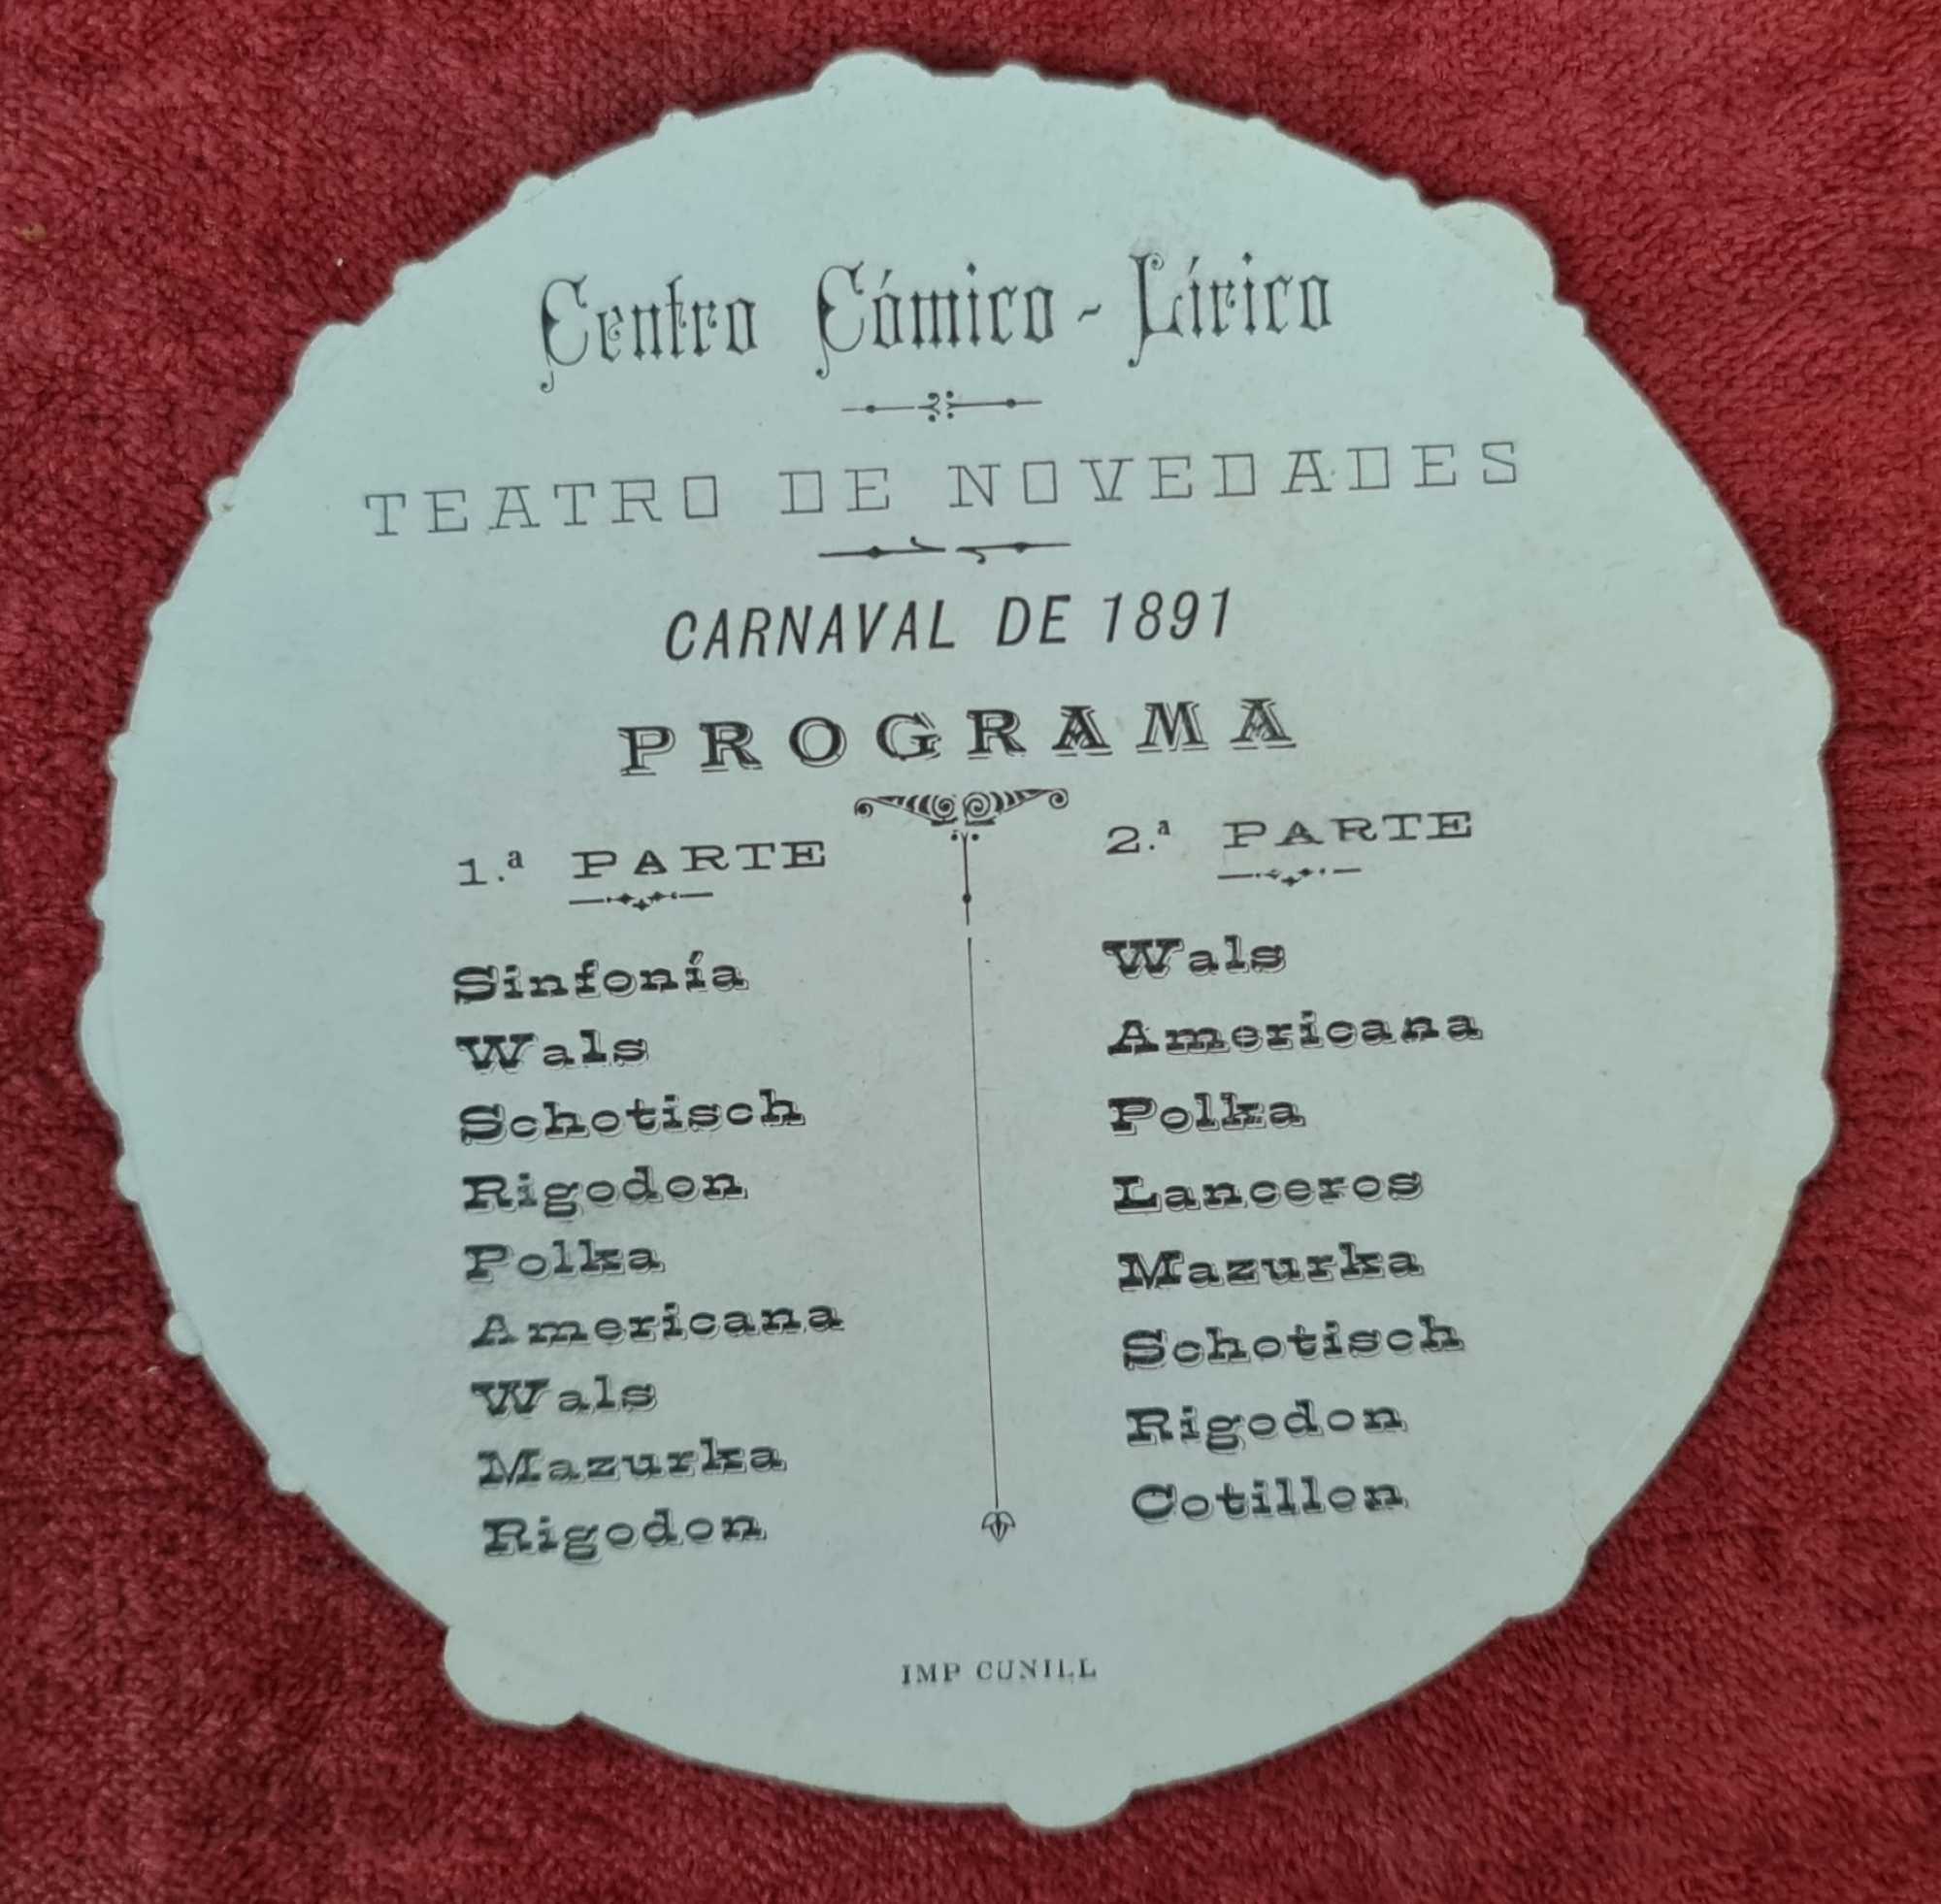 Centro Cómico - Lírico
TEATRO DE NOVEDADES
CARNAVAL DE 1891
PROGRAMA
1.ª PARTE
Sinfonía
Wals
Schotisch
Rigodon
Polka
Americana
Wals
Mazurka
Rigodon
2.ª PARTE
Wals
Americana
Polka
Lanceros
Mazurka
Schotisch
Rigodon
Cotillon
IMP CUNILL